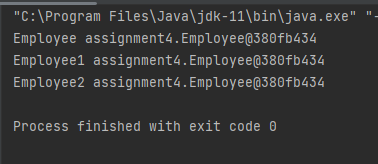 "C:\Program Files\Java\jdk-11\bin\java.exe" "-
Employee assignment4.Employee@380fb434
Employee1 assignment4.Employee@380fb434
Employee2 assignment4.Employee@380fb434
Process finished with exit code 0